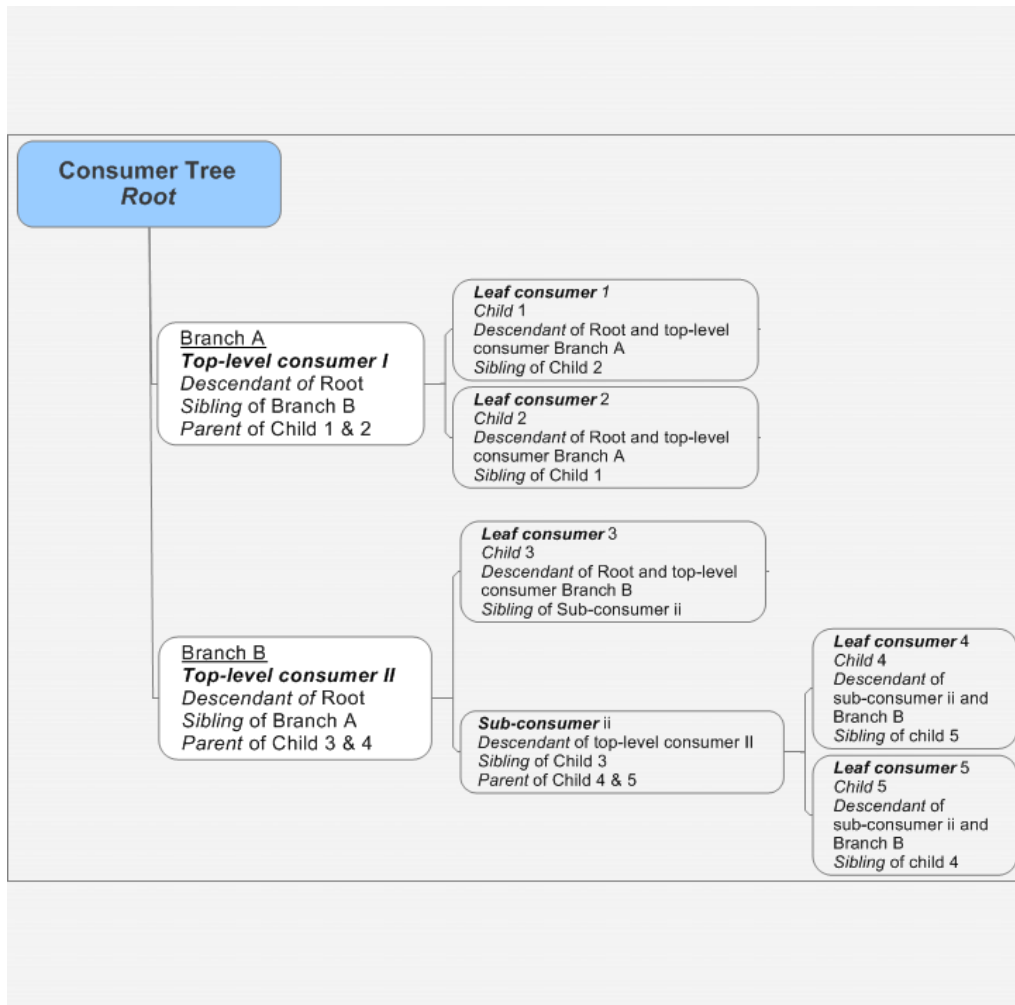 Consumer Tree
Root
Branch A
Top-level consumer I
Descendant of Root
Sibling of Branch B
Parent of Child 1 & 2
Leaf consumer 1
Child 1
Descendant of Root and top-level
consumer Branch A
Sibling of Child 2
Leaf consumer 2
Child 2
Descendant of Root and top-level
consumer Branch A
Sibling of Child 1
Branch B
Top-level consumer II
Descendant of Root
Sibling of Branch A
Parent of Child 3 & 4
Leaf consumer 3
Child 3
Descendant of Root and top-level
consumer Branch B
Sibling of Sub-consumer ii
Sub-consumer ii
Descendant of top-level consumer II
Sibling of Child 3
Parent of Child 4 & 5
Leaf consumer 4
Child 4
Descendant of
sub-consumer ii and
Branch B
Sibling of child 5
Leaf consumer 5
Child 5
Descendant of
sub-consumer ii and
Branch B
Sibling of child 4